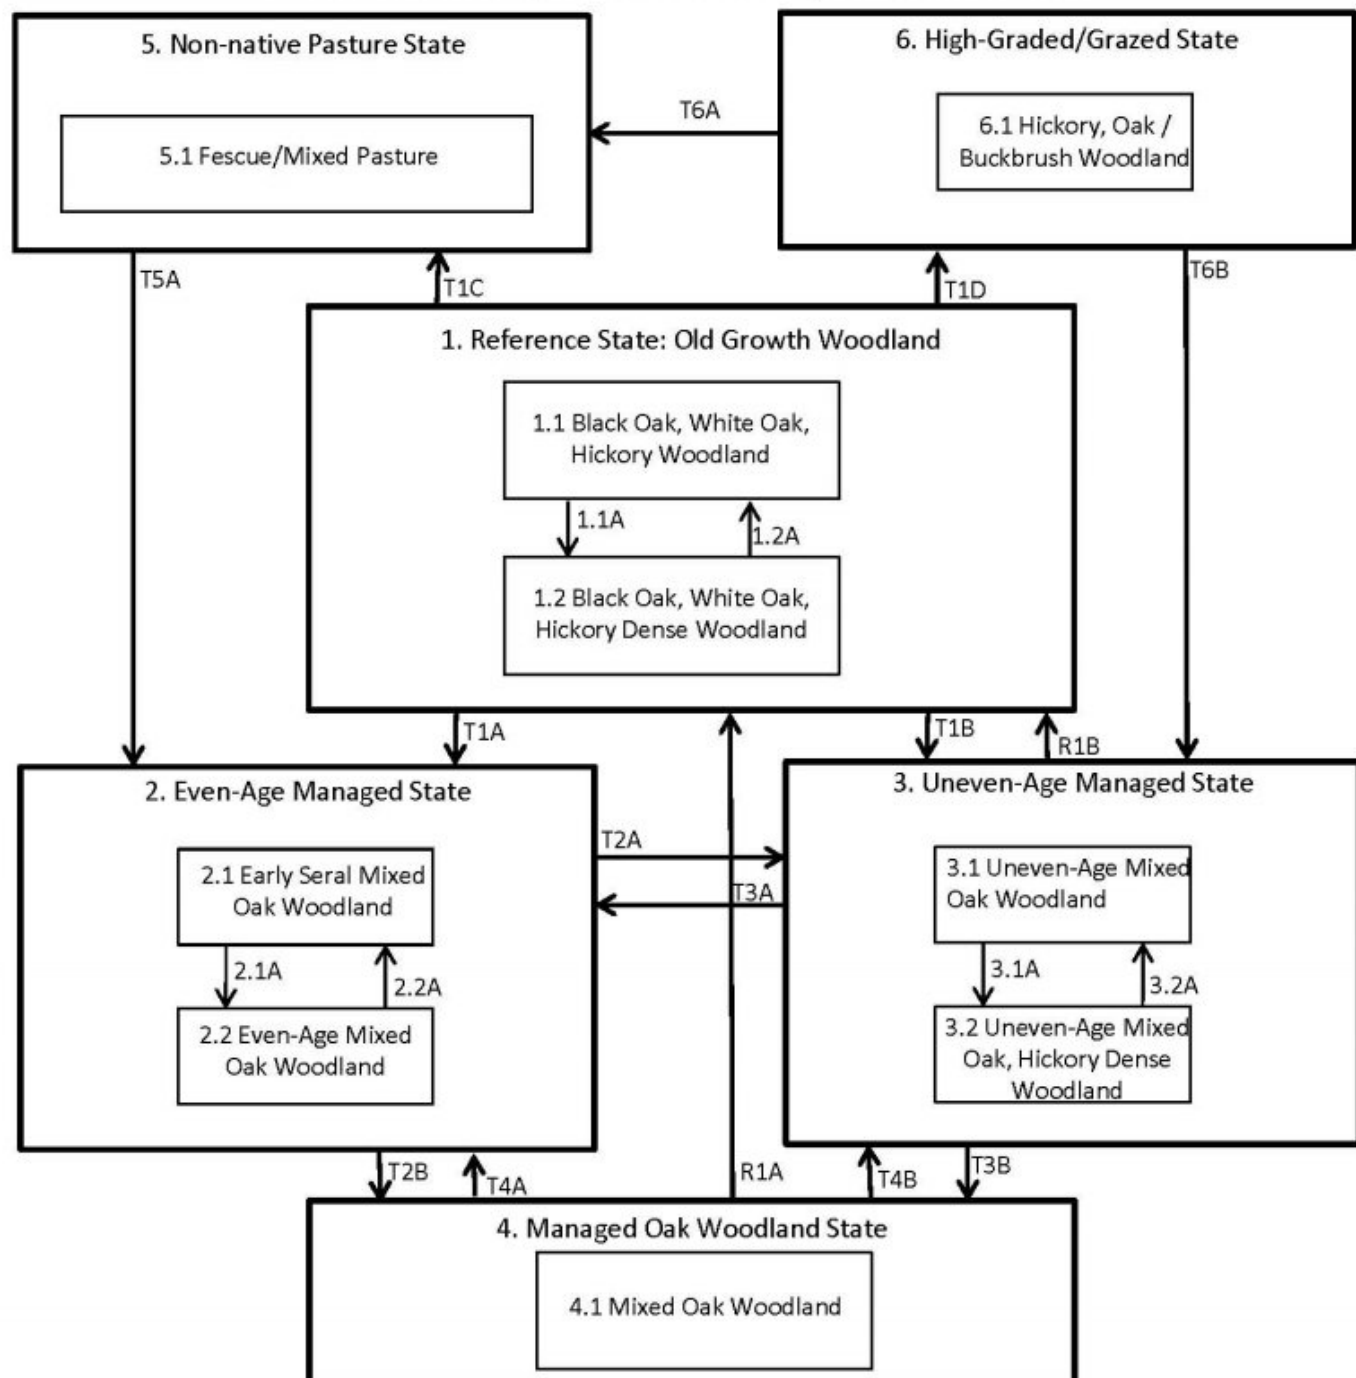 5. Non-native Pasture State
5.1 Fescue/Mixed Pasture
T6A
6. High-Graded/Grazed State
6.1 Hickory, Oak /
Buckbrush Woodland
T5A
T1C
T1D
T6B
1. Reference State: Old Growth Woodland
1.1 Black Oak, White Oak,
Hickory Woodland
1.1A
1.2A
1.2 Black Oak, White Oak,
Hickory Dense Woodland
T1A
T1B
R1B
2. Even-Age Managed State
2.1 Early Seral Mixed
Oak Woodland
2.1A
2.2A
2.2 Even-Age Mixed
Oak Woodland
T2A
T3A
3. Uneven-Age Managed State
3.1 Uneven-Age Mixed
Oak Woodland
3.1A
3.2A
3.2 Uneven-Age Mixed
Oak, Hickory Dense
Woodland
T2B
T4A
R1A
T4B
T3B
4. Managed Oak Woodland State
4.1 Mixed Oak Woodland